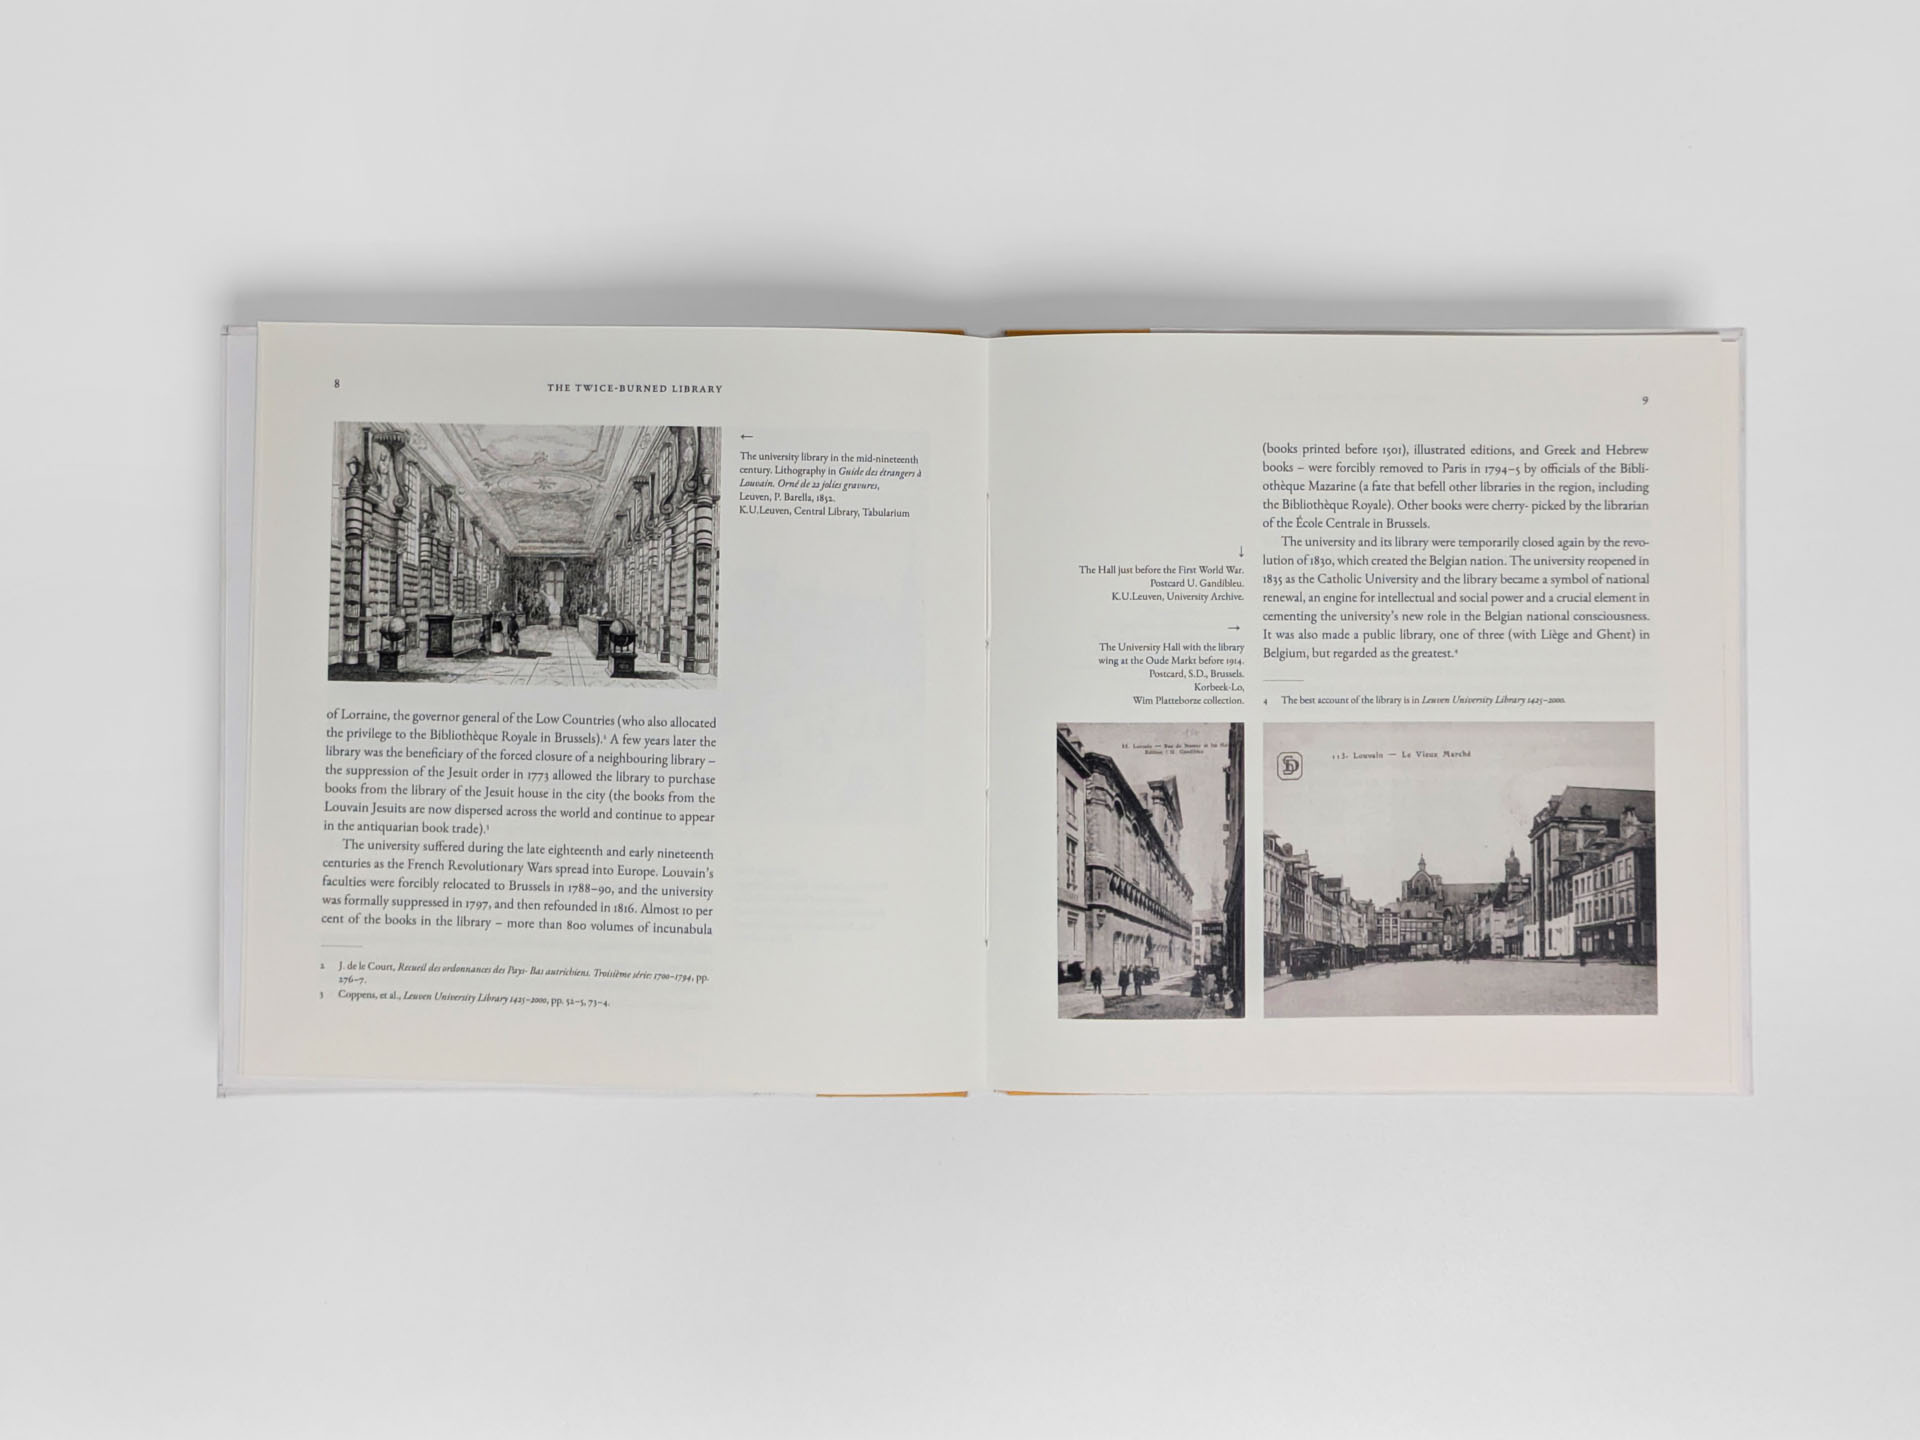 8
THE TWICE-BURNED LIBRARY
←
The university library in the mid-nineteenth
century. Lithography in Guide des étrangers à
Louvain. Orné de 22 jolies gravures,
Leuven, P. Barella, 1852.
K.U.Leuven, Central Library, Tabularium
of Lorraine, the governor general of the Low Countries (who also allocated
the privilege to the Bibliothèque Royale in Brussels).² A few years later the
library was the beneficiary of the forced closure of a neighbouring library –
the suppression of the Jesuit order in 1773 allowed the library to purchase
books from the library of the Jesuit house in the city (the books from the
Louvain Jesuits are now dispersed across the world and continue to appear
in the antiquarian book trade).³
The university suffered during the late eighteenth and early nineteenth
centuries as the French Revolutionary Wars spread into Europe. Louvain's
faculties were forcibly relocated to Brussels in 1788–90, and the university
was formally suppressed in 1797, and then refounded in 1816. Almost 10 per
cent of the books in the library – more than 800 volumes of incunabula
2 J. de le Court, Recueil des ordonnances des Pays- Bas autrichiens. Troisième série: 1700–1794, pp.
276–7.
3 Coppens, et al., Leuven University Library 1425–2000, pp. 52–5, 73–4.
9
(books printed before 1501), illustrated editions, and Greek and Hebrew
books – were forcibly removed to Paris in 1794–5 by officials of the Bibli-
othèque Mazarine (a fate that befell other libraries in the region, including
the Bibliothèque Royale). Other books were cherry- picked by the librarian
of the École Centrale in Brussels.
The university and its library were temporarily closed again by the revo-
lution of 1830, which created the Belgian nation. The university reopened in
1835 as the Catholic University and the library became a symbol of national
renewal, an engine for intellectual and social power and a crucial element in
cementing the university's new role in the Belgian national consciousness.
It was also made a public library, one of three (with Liège and Ghent) in
Belgium, but regarded as the greatest.⁴
4 The best account of the library is in Leuven University Library 1425–2000.
↓
The Hall just before the First World War.
Postcard U. Gandibleu.
K.U.Leuven, University Archive.
→
The University Hall with the library
wing at the Oude Markt before 1914.
Postcard, S.D., Brussels.
Korbeek-Lo,
Wim Platteborze collection.
Louvain — Rue de Namur et les
SD
113. Louvain — Le Vieux Marché